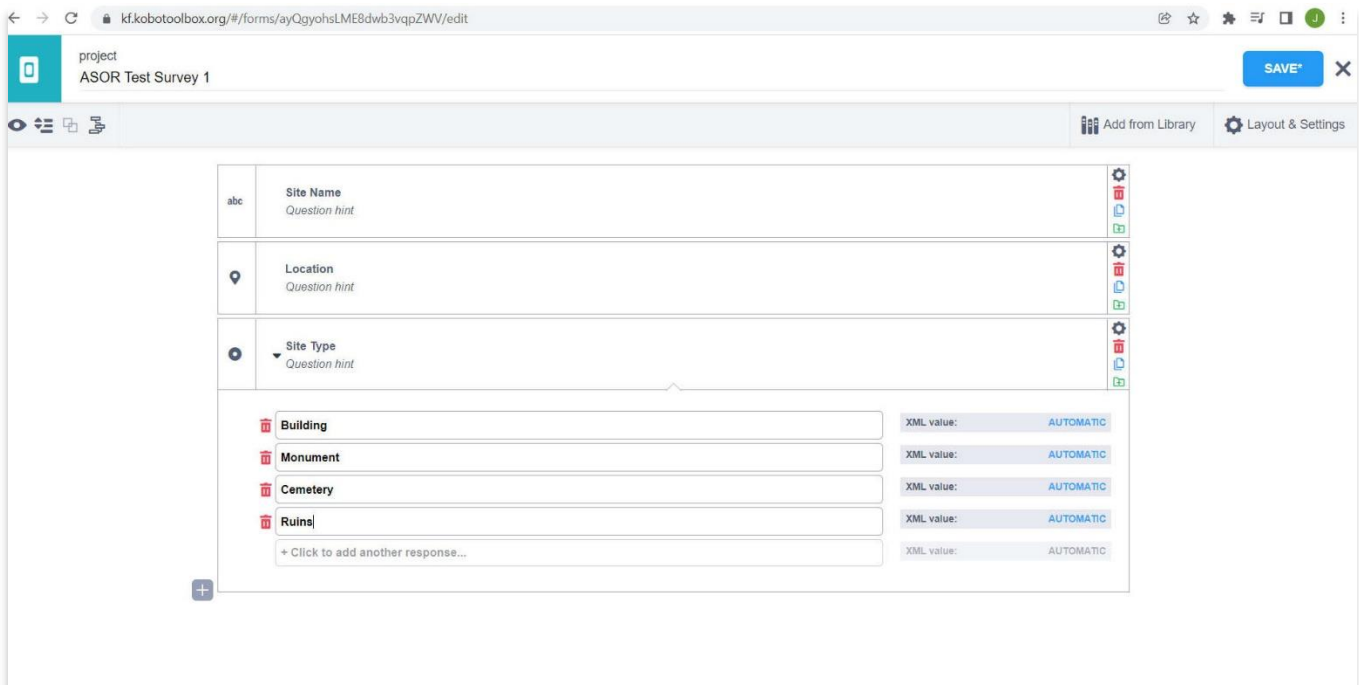 kf.kobotoolbox.org/#/forms/ayQgyohsLME8dwb3vqpZWV/edit
J
project
ASOR Test Survey 1
SAVE*
Add from Library
Layout & Settings
abc
Site Name
Question hint
Location
Question hint
Site Type
Question hint
Building XML value: AUTOMATIC
Monument XML value: AUTOMATIC
Cemetery XML value: AUTOMATIC
Ruins XML value: AUTOMATIC
+ Click to add another response... XML value: AUTOMATIC